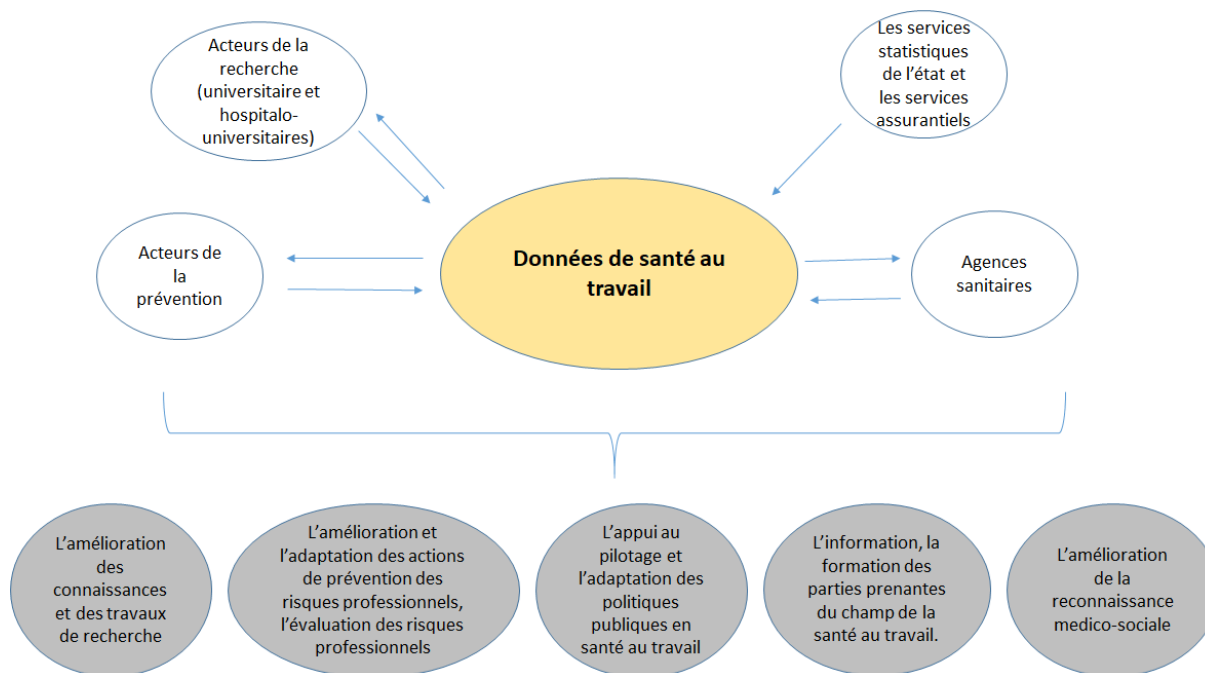 Acteurs de la
recherche
(universitaire et
hospitalo-
universitaires)
Les services
statistiques
de l'état et
les services
assurantiels
Données de santé au
travail
Acteurs de
la
prévention
Agences
sanitaires
L'amélioration
des
connaissances
et des travaux
de recherche
L'amélioration et
l'adaptation des actions
de prévention des
risques professionnels,
l'évaluation des risques
professionnels
L'appui au
pilotage et
l'adaptation des
politiques
publiques en
santé au travail
L'information, la
formation des
parties prenantes
du champ de la
santé au travail.
L'amélioration
de la
reconnaissance
medico-sociale